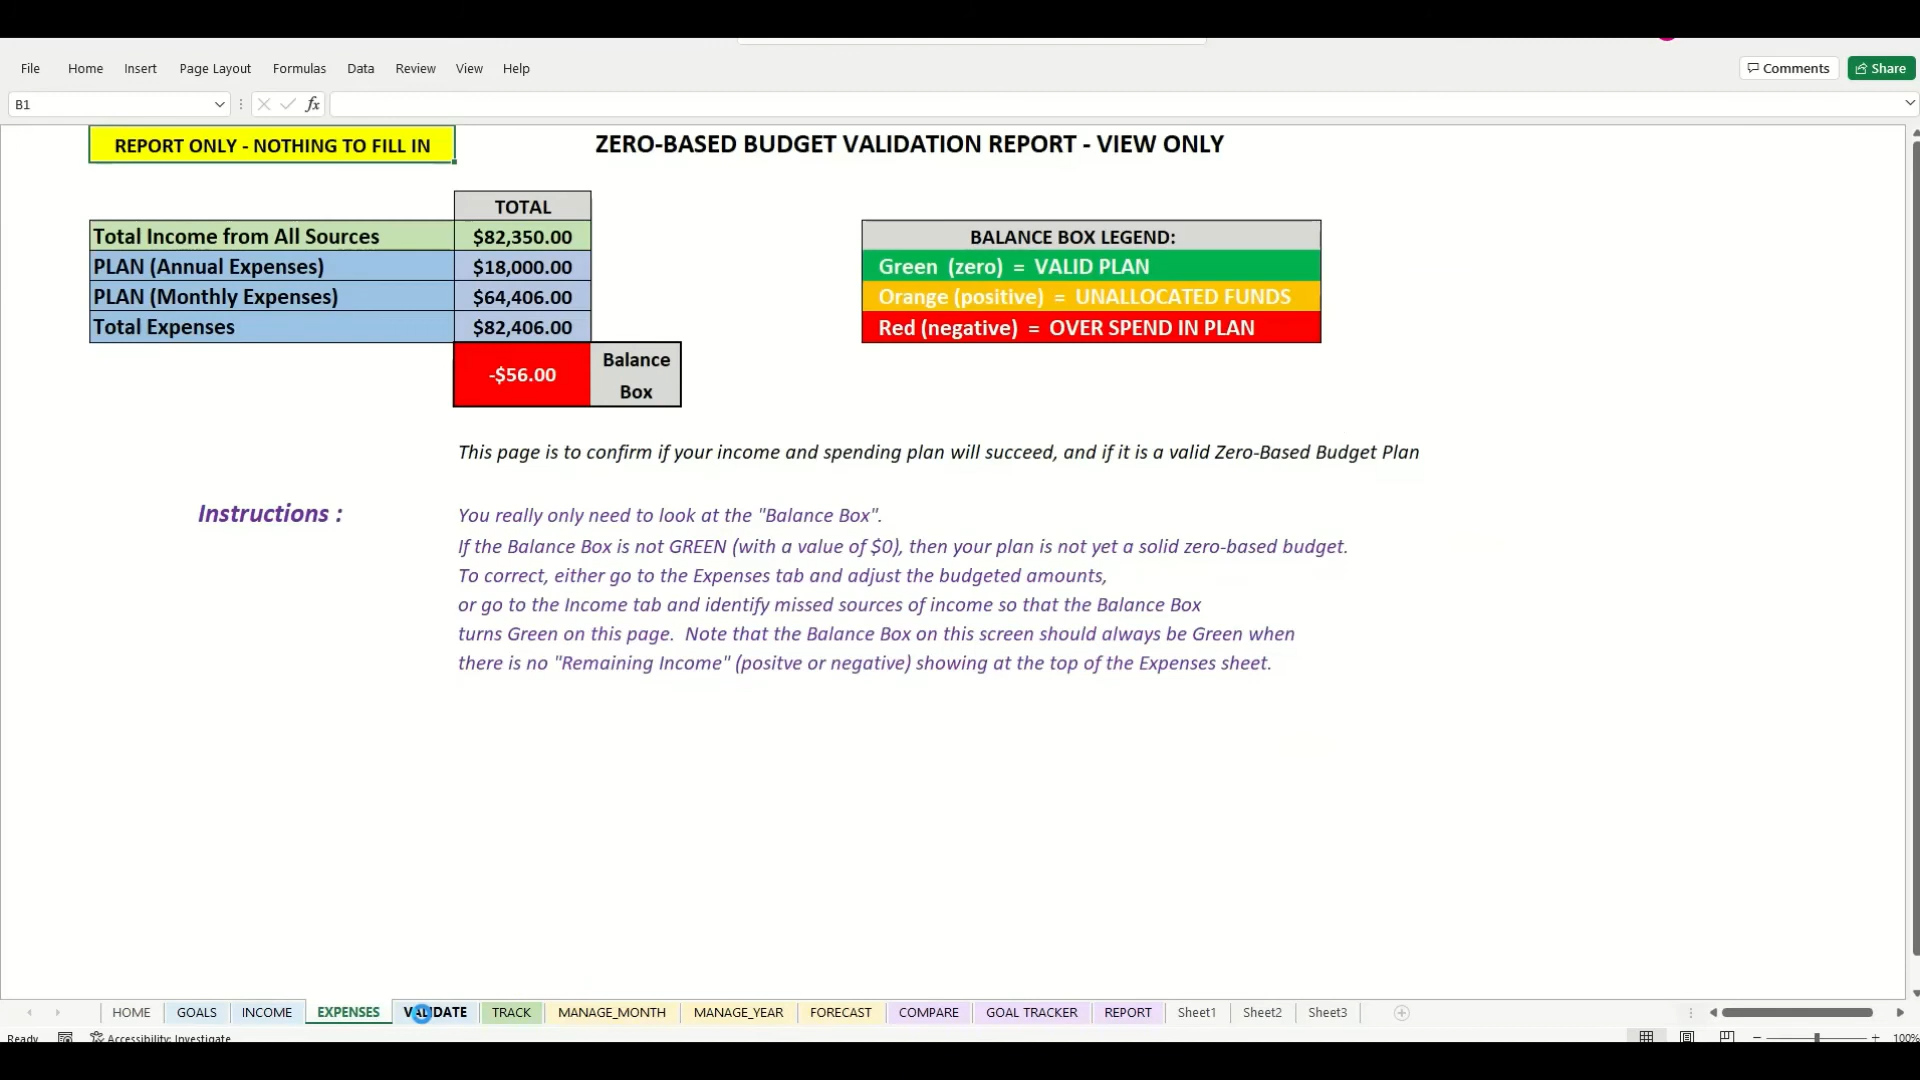 File Home Insert Page Layout Formulas Data Review View Help Comments Share
B1 fx
REPORT ONLY - NOTHING TO FILL IN
ZERO-BASED BUDGET VALIDATION REPORT - VIEW ONLY
TOTAL
Total Income from All Sources $82,350.00
PLAN (Annual Expenses) $18,000.00
PLAN (Monthly Expenses) $64,406.00
Total Expenses $82,406.00
-$56.00
Balance
Box
BALANCE BOX LEGEND:
Green (zero) = VALID PLAN
Orange (positive) = UNALLOCATED FUNDS
Red (negative) = OVER SPEND IN PLAN
This page is to confirm if your income and spending plan will succeed, and if it is a valid Zero-Based Budget Plan
Instructions :
You really only need to look at the "Balance Box".
If the Balance Box is not GREEN (with a value of $0), then your plan is not yet a solid zero-based budget.
To correct, either go to the Expenses tab and adjust the budgeted amounts,
or go to the Income tab and identify missed sources of income so that the Balance Box
turns Green on this page. Note that the Balance Box on this screen should always be Green when
there is no "Remaining Income" (positve or negative) showing at the top of the Expenses sheet.
HOME GOALS INCOME EXPENSES VALIDATE TRACK MANAGE_MONTH MANAGE_YEAR FORECAST COMPARE GOAL TRACKER REPORT Sheet1 Sheet2 Sheet3
Ready Accessibility: Investigate 100%